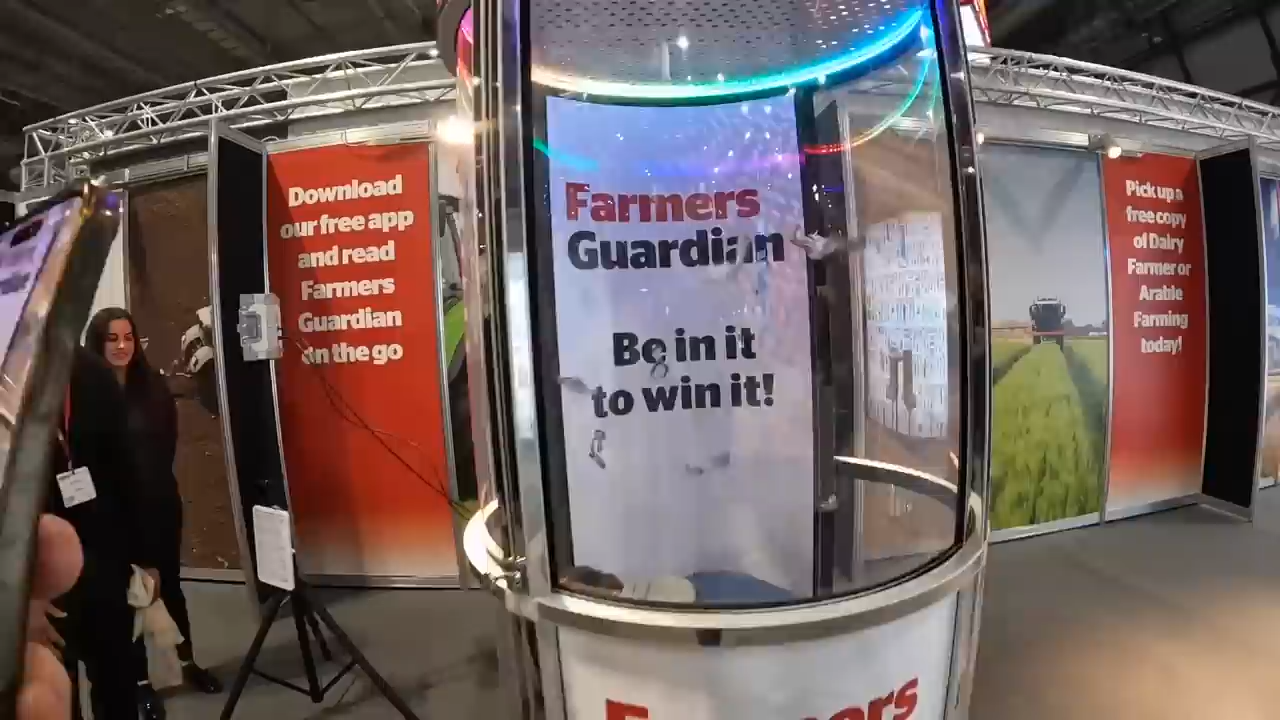 Download
our free app
and read
Farmers
Guardian
on the go
Farmers
Guardian
Be in it
to win it!
Pick up a
free copy
of Dairy
Farmer or
Arable
Farming
today!
Farmers